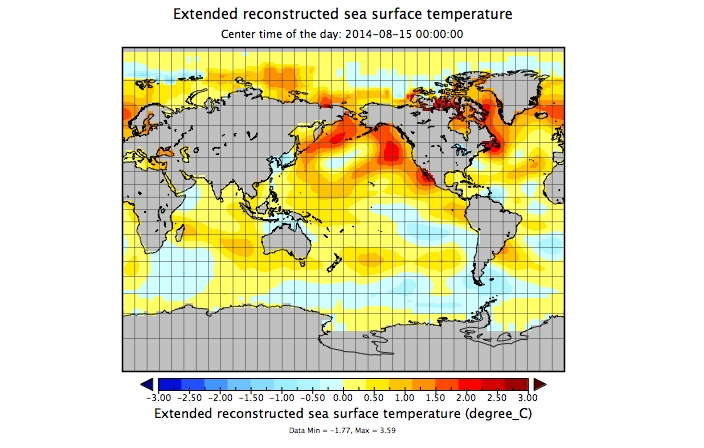 Extended reconstructed sea surface temperature
Center time of the day: 2014-08-15 00:00:00
-3.00 -2.50 -2.00 -1.50 -1.00 -0.50 0.00 0.50 1.00 1.50 2.00 2.50 3.00
Extended reconstructed sea surface temperature (degree_C)
Data Min = -1.77, Max = 3.59